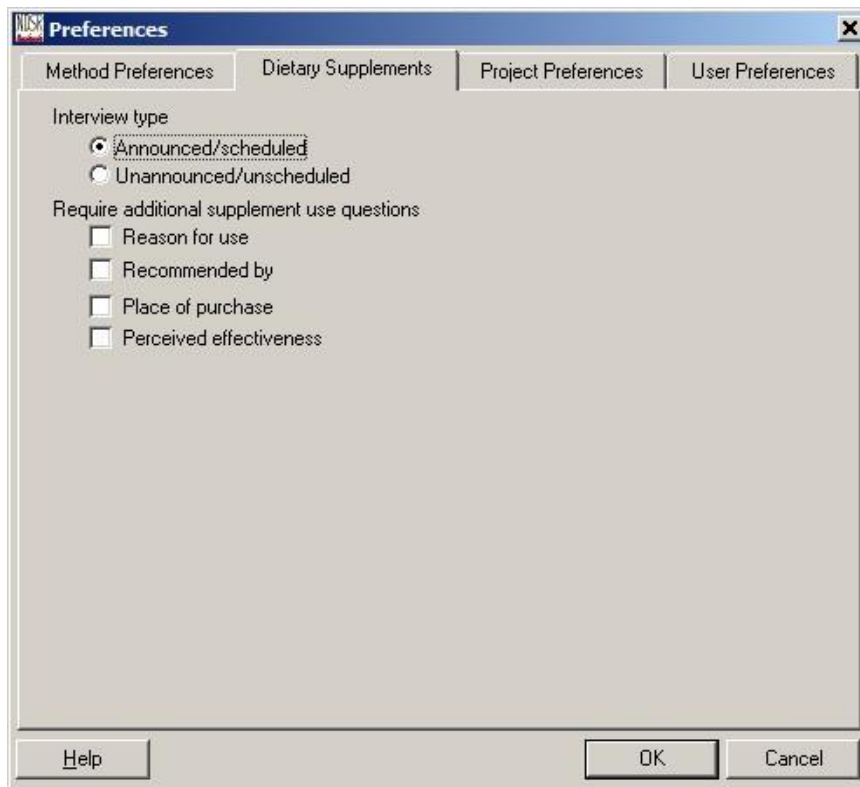 Preferences
Method Preferences Dietary Supplements Project Preferences User Preferences
Interview type
Announced/scheduled
Unannounced/unscheduled
Require additional supplement use questions
Reason for use
Recommended by
Place of purchase
Perceived effectiveness
Help OK Cancel